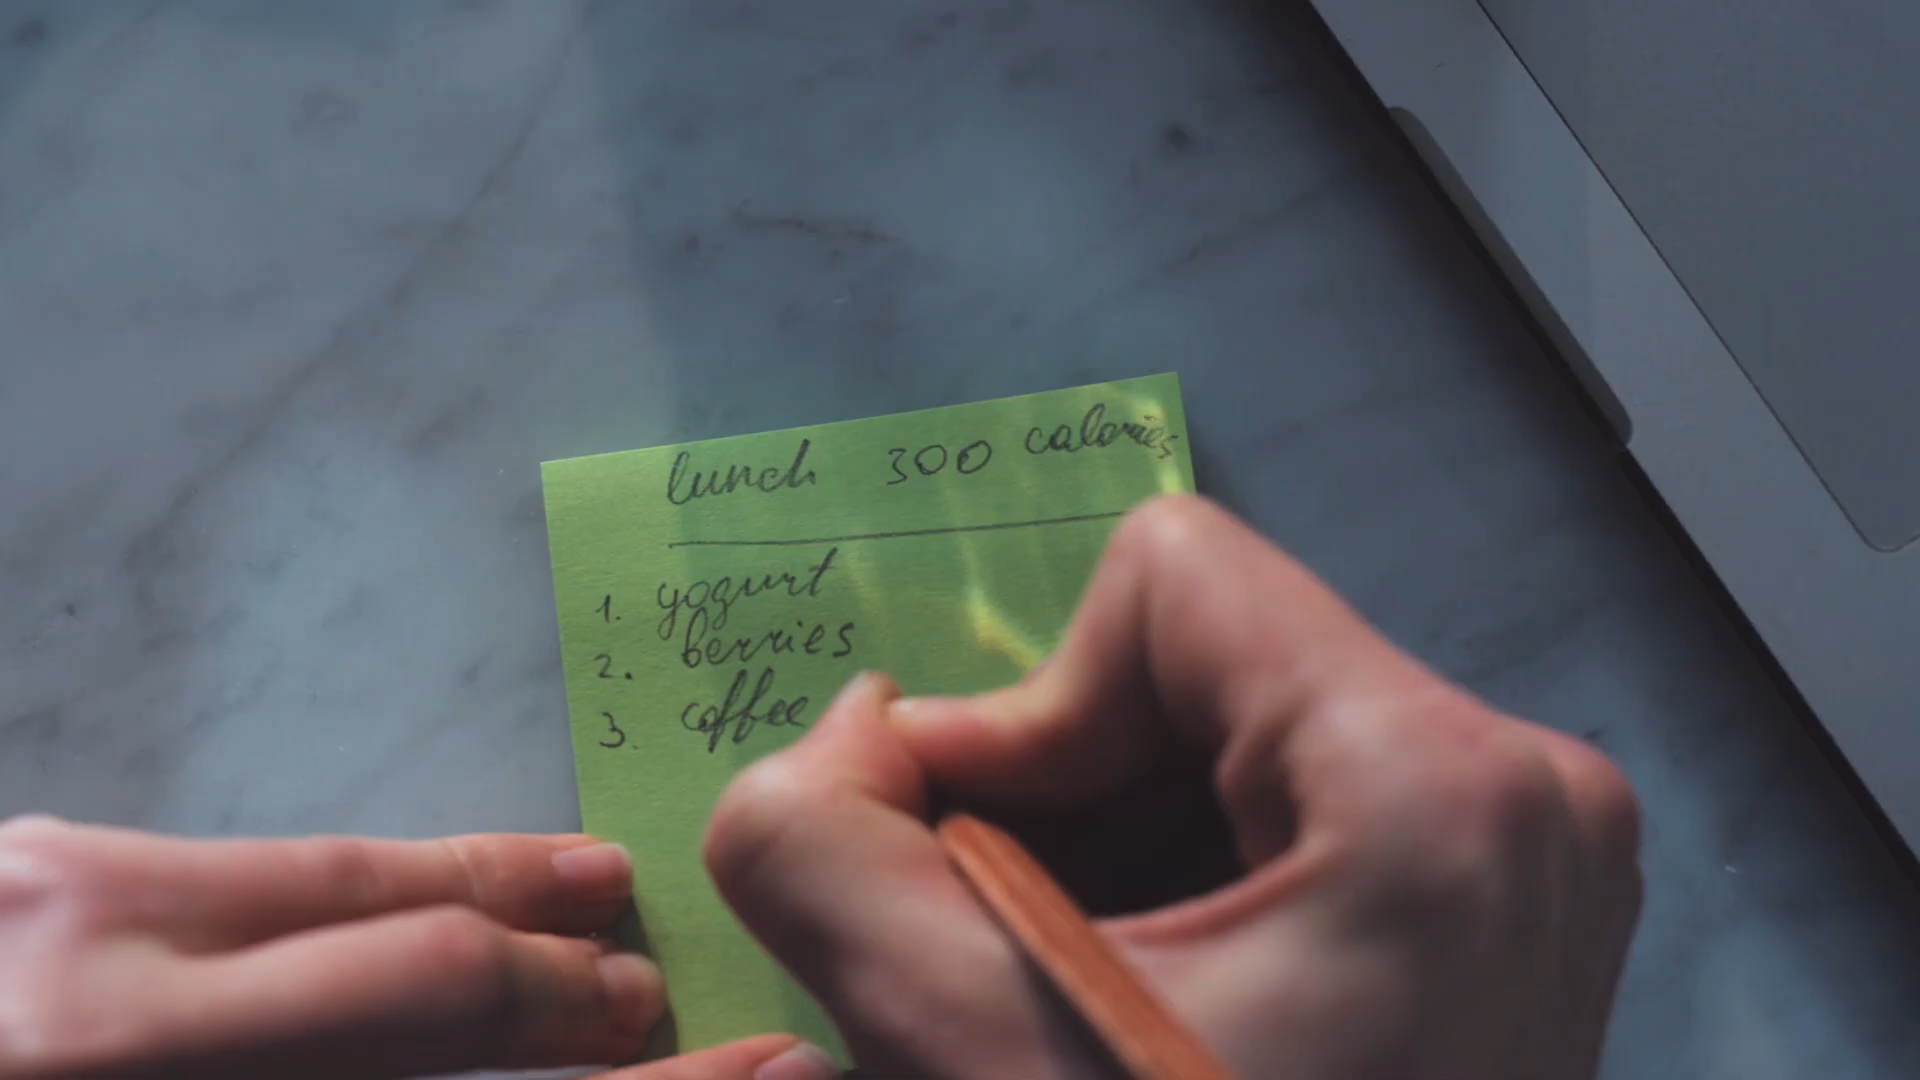 lunch 300 calories
1. yogurt
2. berries
3. coffee